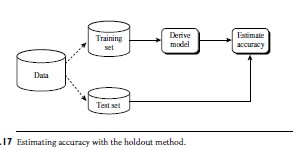 Training
set
Derive
model
Estimate
accuracy
Data
Test set
.17 Estimating accuracy with the holdout method.